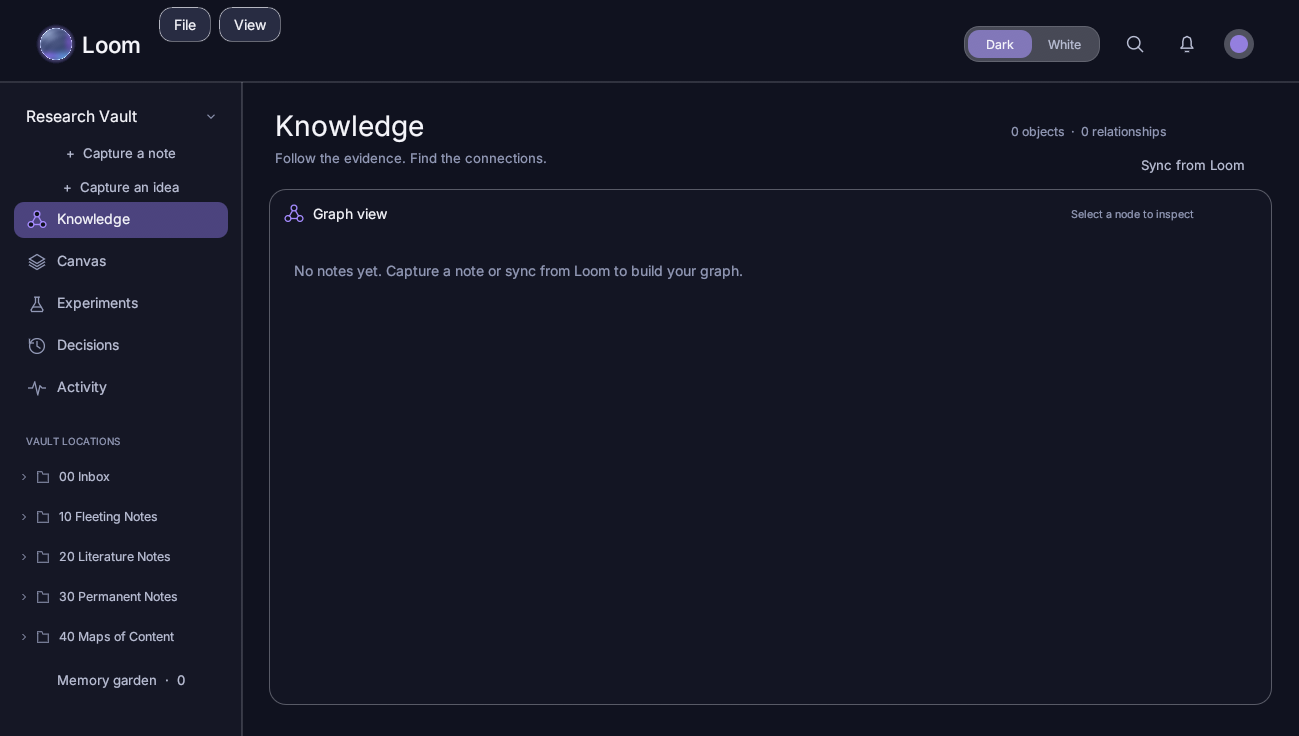 File
View
Loom
Dark
White
Research Vault
+ Capture a note
+ Capture an idea
Knowledge
Canvas
Experiments
Decisions
Activity
VAULT LOCATIONS
00 Inbox
10 Fleeting Notes
20 Literature Notes
30 Permanent Notes
40 Maps of Content
Memory garden · 0
Knowledge
Follow the evidence. Find the connections.
0 objects · 0 relationships
Sync from Loom
Graph view
Select a node to inspect
No notes yet. Capture a note or sync from Loom to build your graph.